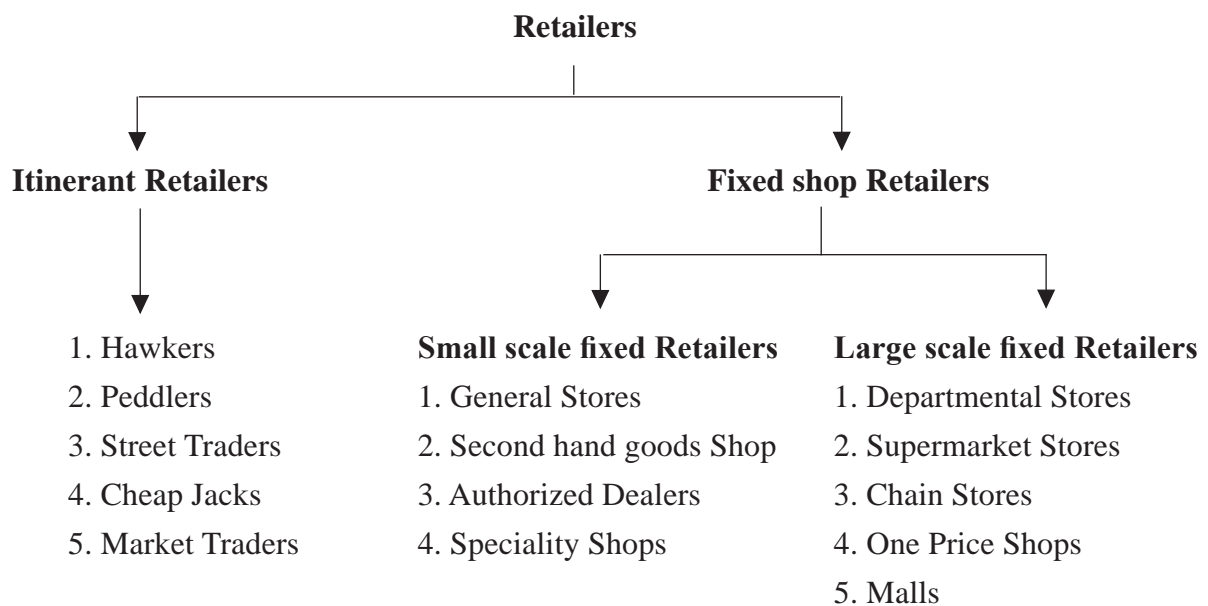 Retailers
Itinerant Retailers
Fixed shop Retailers
1. Hawkers
2. Peddlers
3. Street Traders
4. Cheap Jacks
5. Market Traders
Small scale fixed Retailers
1. General Stores
2. Second hand goods Shop
3. Authorized Dealers
4. Speciality Shops
Large scale fixed Retailers
1. Departmental Stores
2. Supermarket Stores
3. Chain Stores
4. One Price Shops
5. Malls